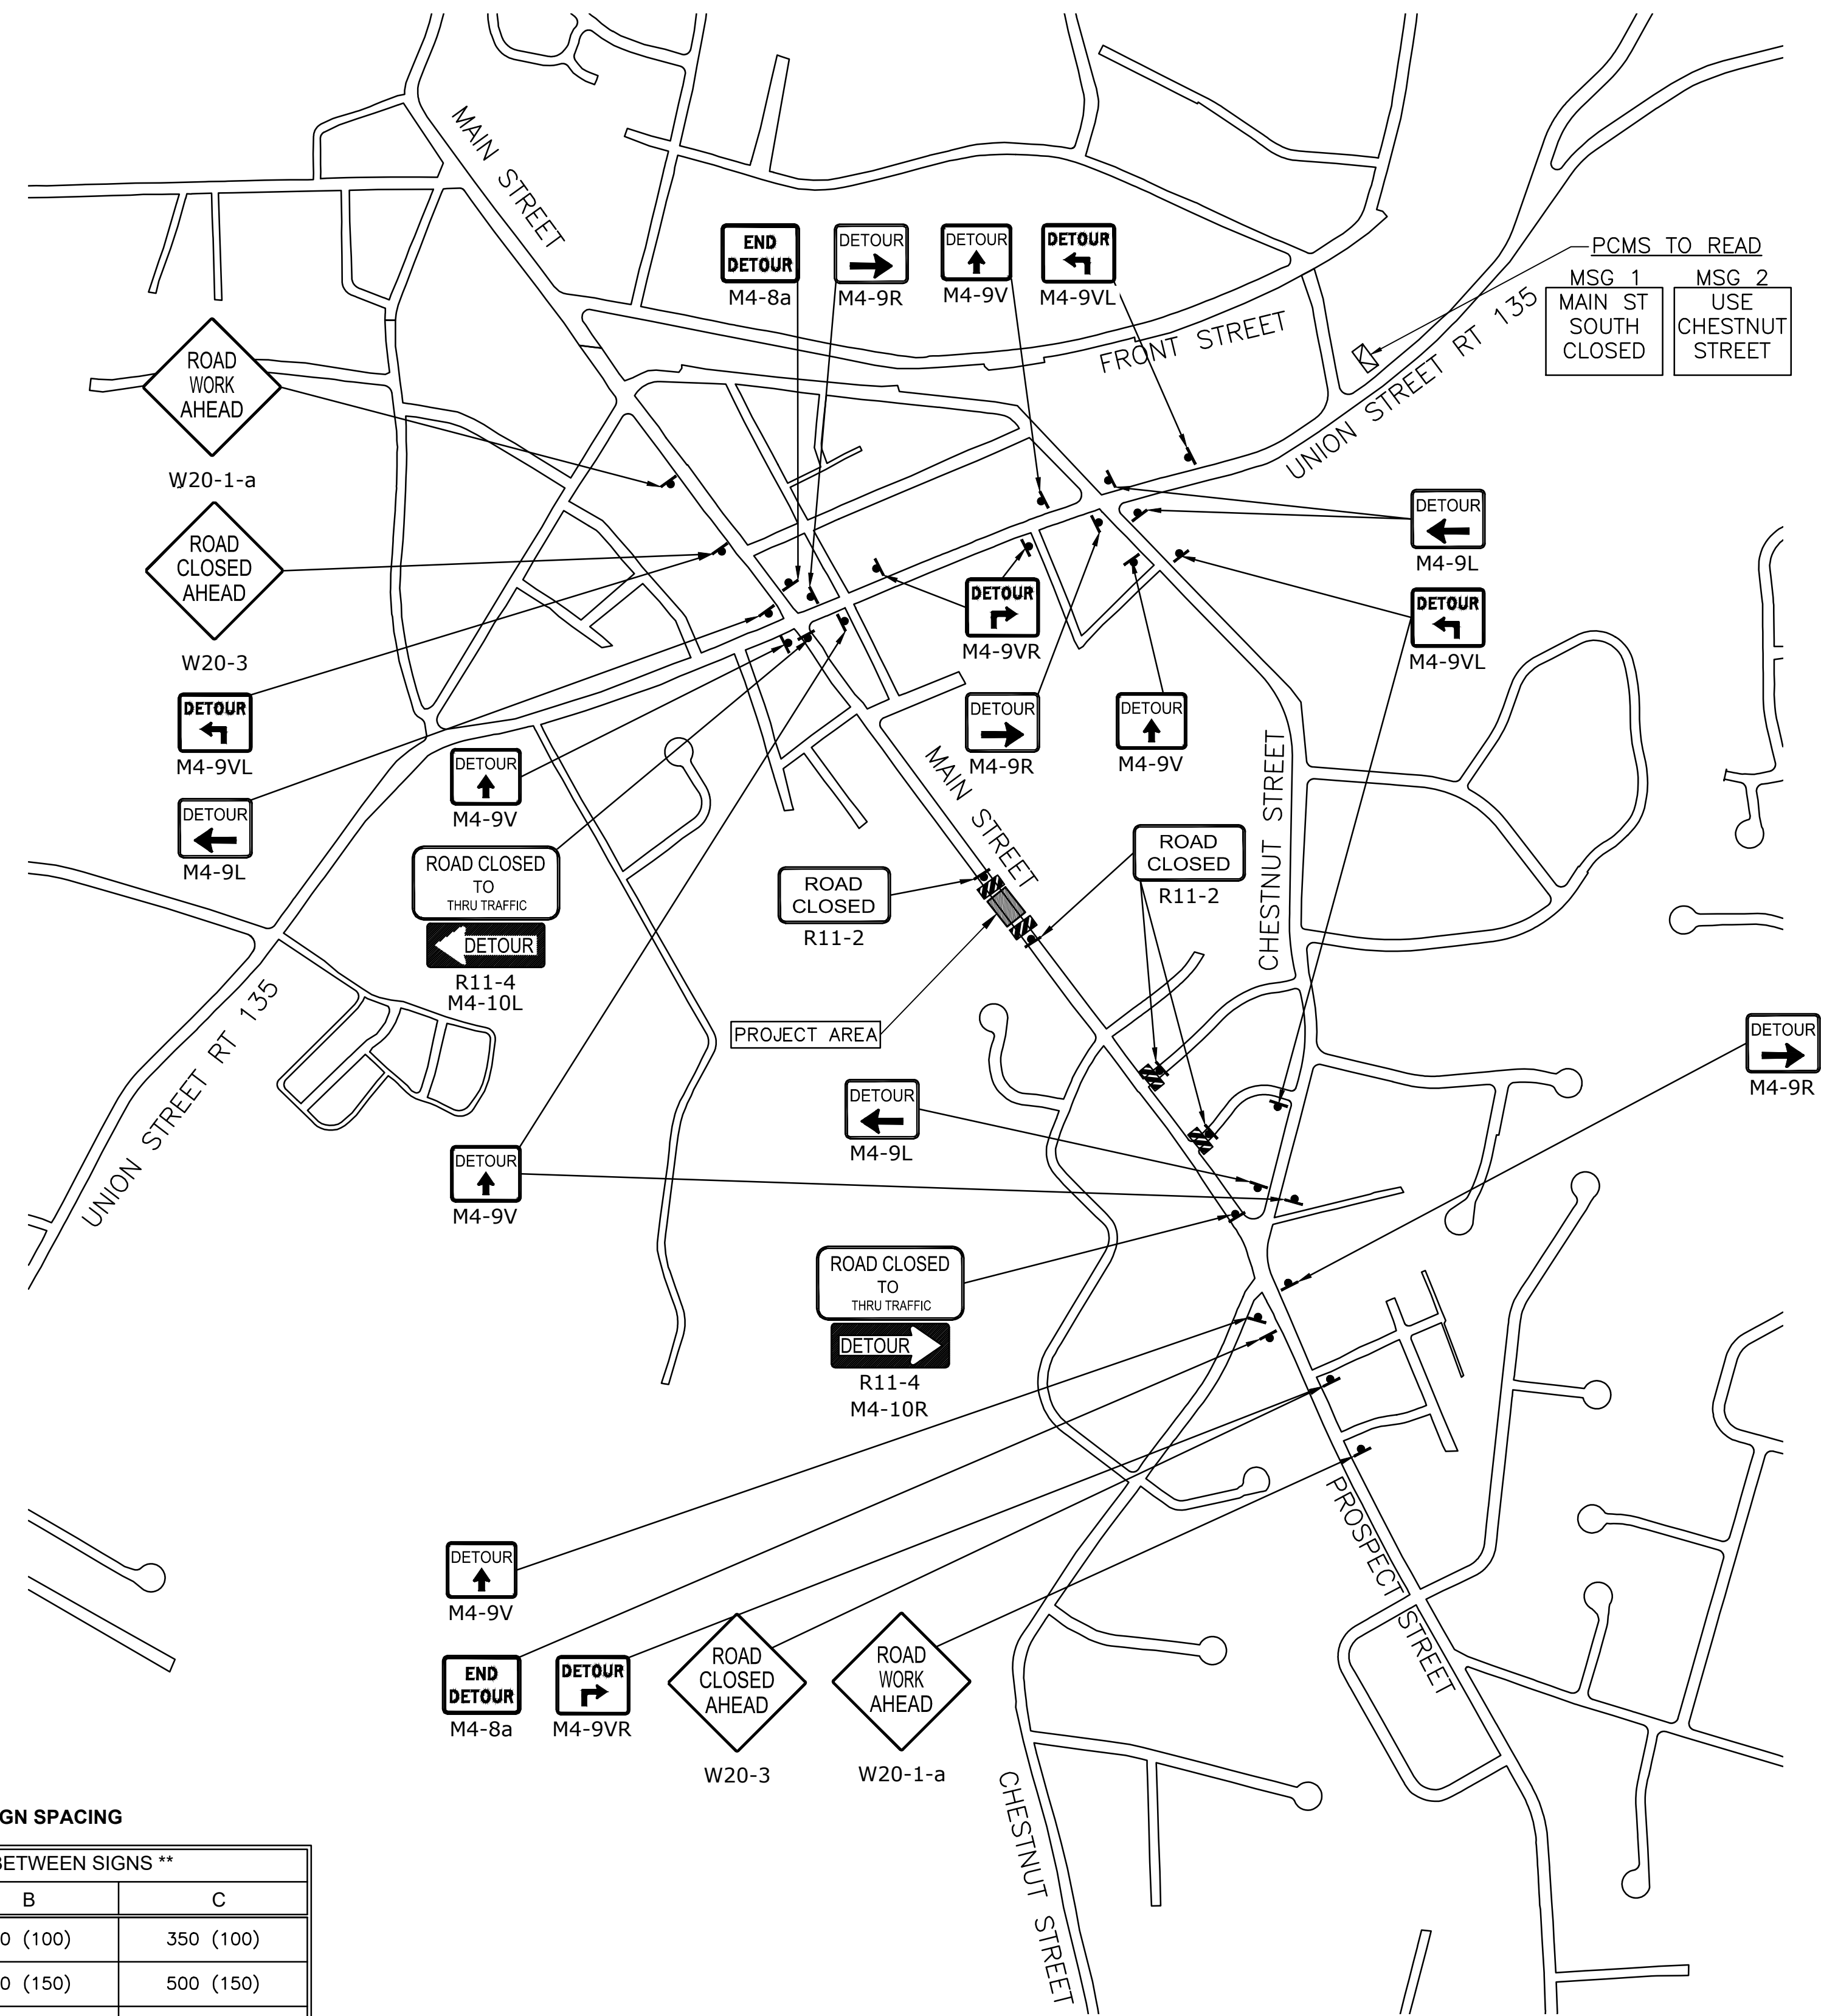 MAIN STREET
END
DETOUR
M4-8a
DETOUR
M4-9R
DETOUR
M4-9V
DETOUR
M4-9VL
PCMS TO READ
MSG 1
MAIN ST
SOUTH
CLOSED
MSG 2
USE
CHESTNUT
STREET
FRONT STREET
UNION STREET RT 135
ROAD
WORK
AHEAD
W20-1-a
ROAD
CLOSED
AHEAD
W20-3
DETOUR
M4-9L
DETOUR
M4-9VR
DETOUR
M4-9VL
DETOUR
M4-9VL
DETOUR
M4-9R
DETOUR
M4-9V
DETOUR
M4-9V
DETOUR
M4-9L
MAIN STREET
CHESTNUT STREET
ROAD CLOSED
TO
THRU TRAFFIC
DETOUR
R11-4
M4-10L
ROAD
CLOSED
R11-2
ROAD
CLOSED
R11-2
PROJECT AREA
UNION STREET RT 135
DETOUR
M4-9R
DETOUR
M4-9L
DETOUR
M4-9V
ROAD CLOSED
TO
THRU TRAFFIC
DETOUR
R11-4
M4-10R
PROSPECT STREET
DETOUR
M4-9V
END
DETOUR
M4-8a
DETOUR
M4-9VR
ROAD
CLOSED
AHEAD
W20-3
ROAD
WORK
AHEAD
W20-1-a
CHESTNUT STREET
GN SPACING
BETWEEN SIGNS **
B
C
0 (100)
350 (100)
0 (150)
500 (150)